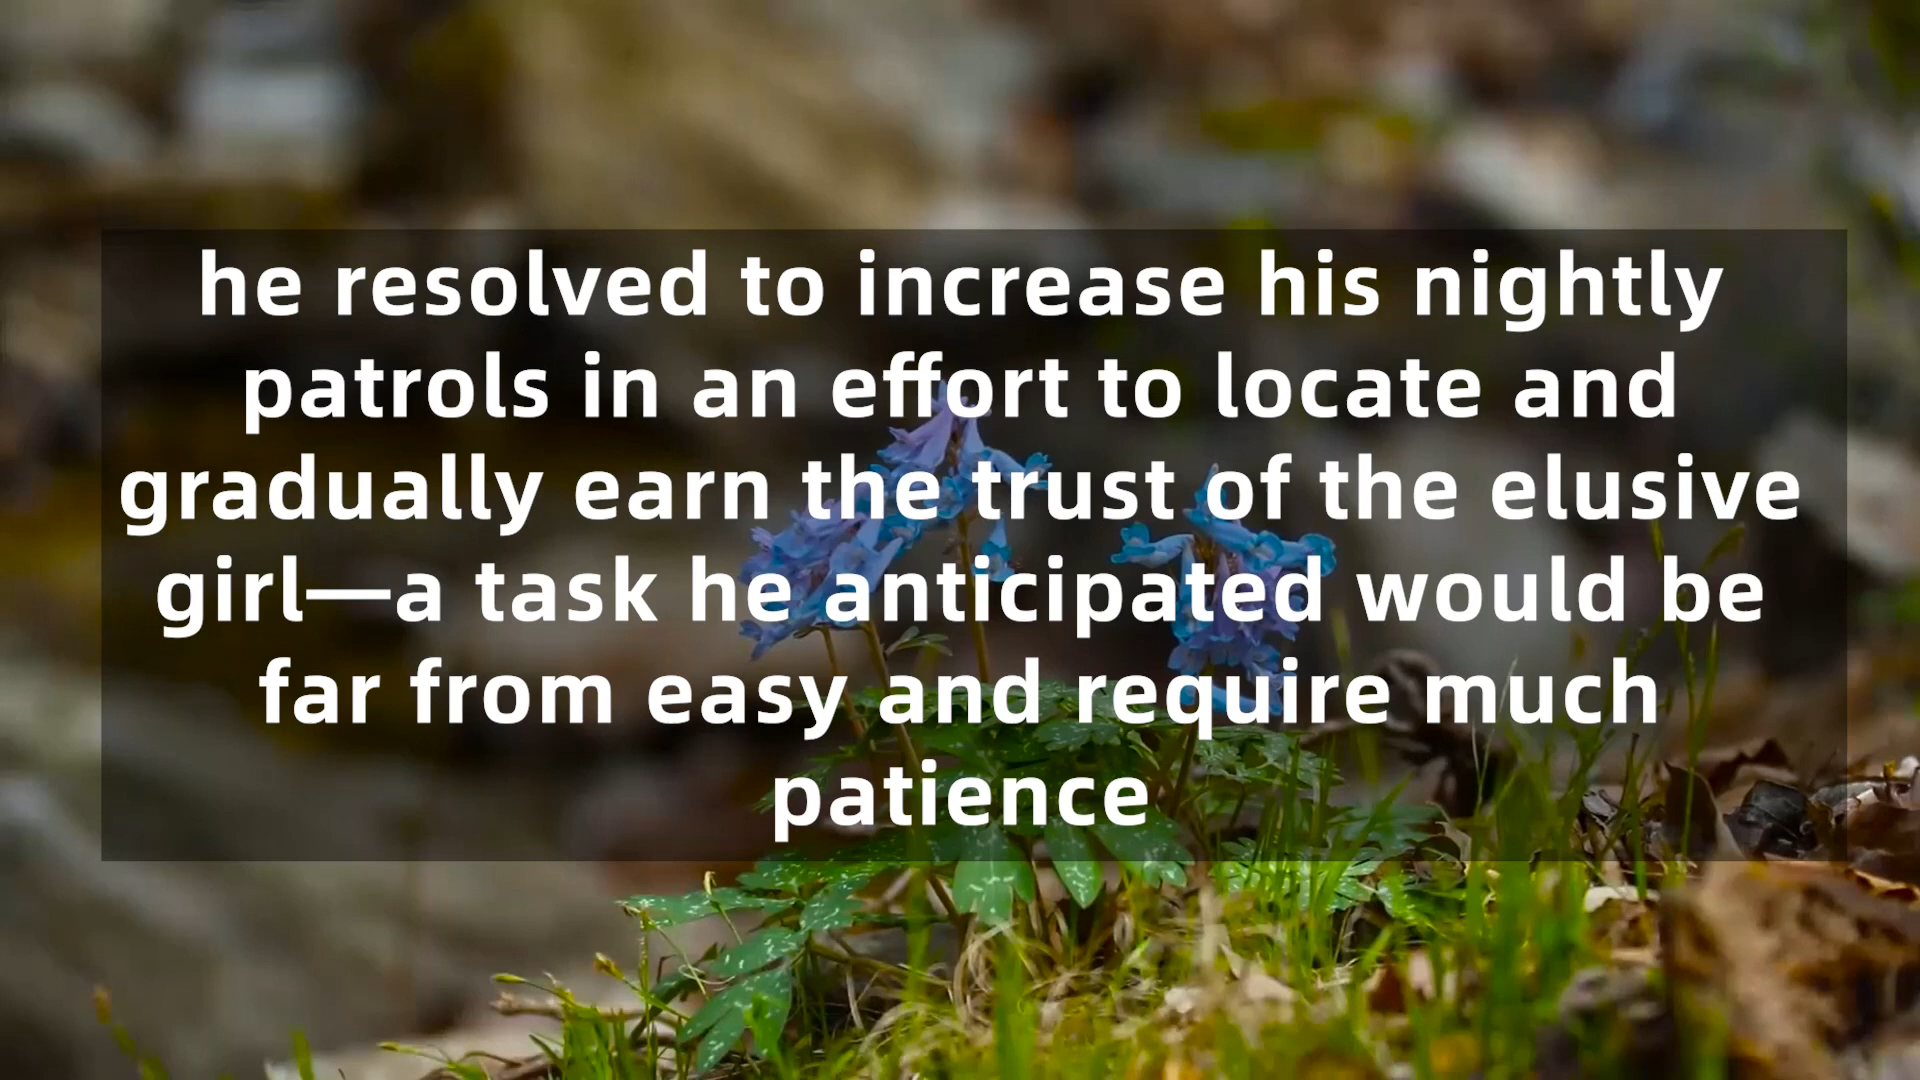 he resolved to increase his nightly
patrols in an effort to locate and
gradually earn the trust of the elusive
girl—a task he anticipated would be
far from easy and require much
patience